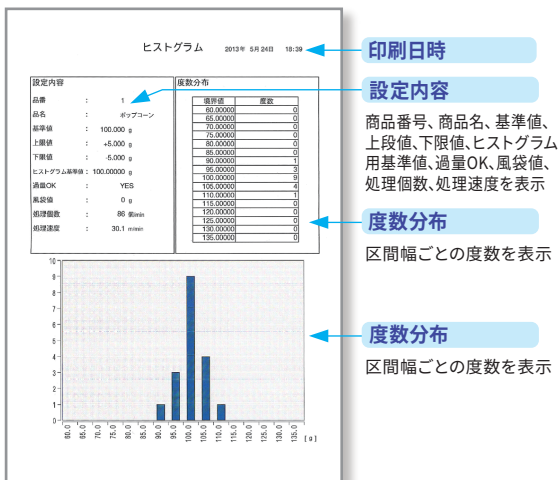 ヒストグラム 2013年 5月24日 18:39
印刷日時
設定内容
度数分布
設定内容
品番 : 1
品名 : ポップコーン
基準値 : 100.000 g
上限値 : +5.000 g
下限値 : -5.000 g
ヒストグラム基準値 : 100.00000 g
過量OK : YES
風袋値 : 0 g
処理個数 : 86 個/min
処理速度 : 30.1 m/min
境界値 度数
60.00000 0
65.00000 0
70.00000 0
75.00000 0
80.00000 0
85.00000 0
90.00000 1
95.00000 3
100.00000 9
105.00000 4
110.00000 1
115.00000 0
120.00000 0
125.00000 0
130.00000 0
135.00000 0
商品番号、商品名、基準値、
上段値、下限値、ヒストグラム
用基準値、過量OK、風袋値、
処理個数、処理速度を表示
度数分布
区間幅ごとの度数を表示
10
9
8
7
6
5
4
3
2
1
0
60.0 65.0 70.0 75.0 80.0 85.0 90.0 95.0 100.0 105.0 110.0 115.0 120.0 125.0 130.0 135.0 [g]
度数分布
区間幅ごとの度数を表示